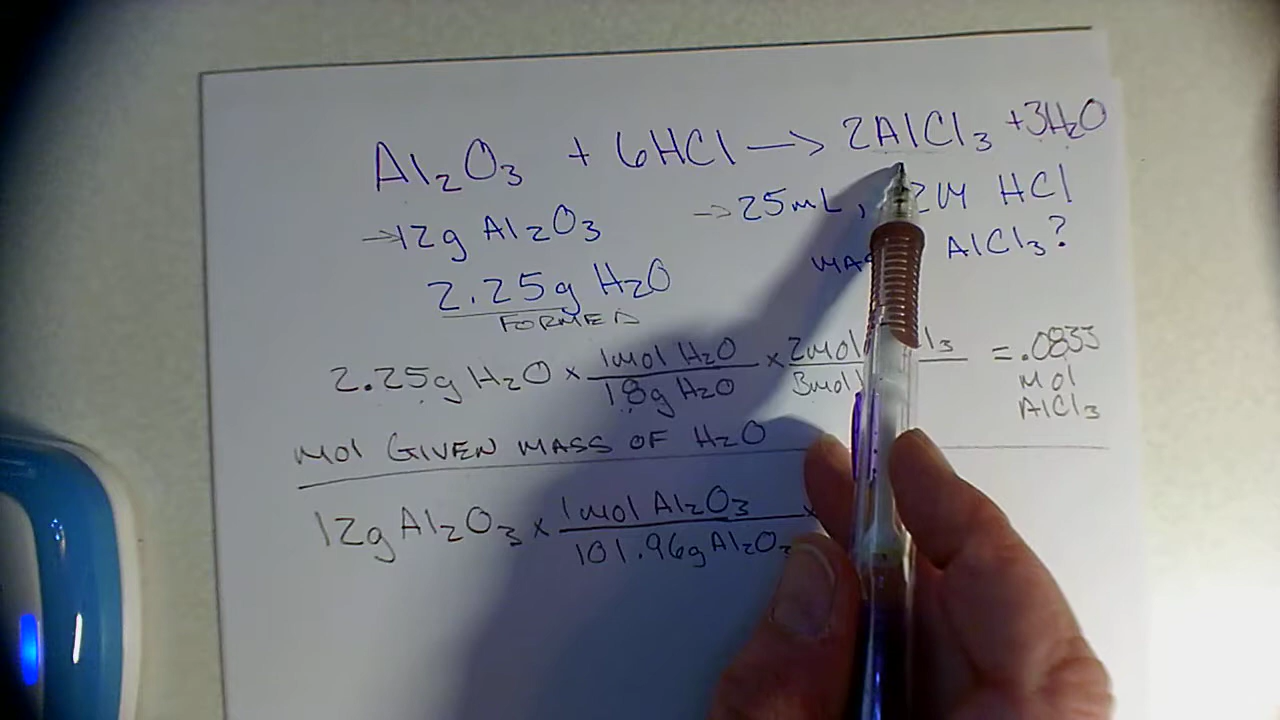 Al₂O₃ + 6HCl → 2AlCl₃ + 3H₂O
→12g Al₂O₃ →25mL, HCl
2.25g H₂O AlCl₃?
FORMED
2.25g H₂O × 1mol H₂O / 18g H₂O × 2mol / 3mol = .0833 mol AlCl₃
mol GIVEN MASS OF H₂O
12g Al₂O₃ × 1mol Al₂O₃ / 101.96g Al₂O₃ ×